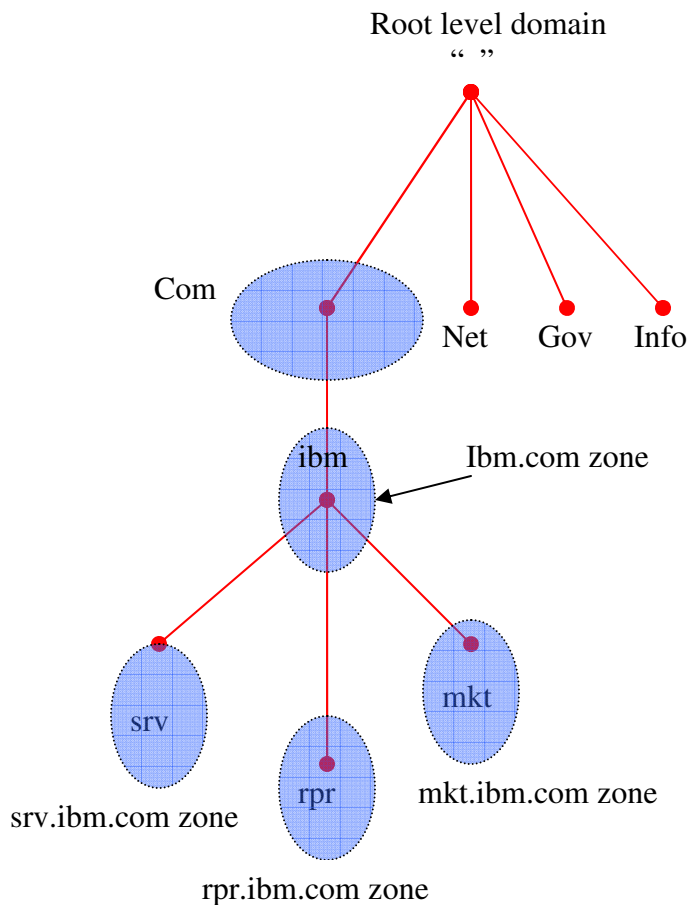 Root level domain
“ ”
Com
Net
Gov
Info
ibm
Ibm.com zone
srv
mkt
srv.ibm.com zone
rpr
mkt.ibm.com zone
rpr.ibm.com zone